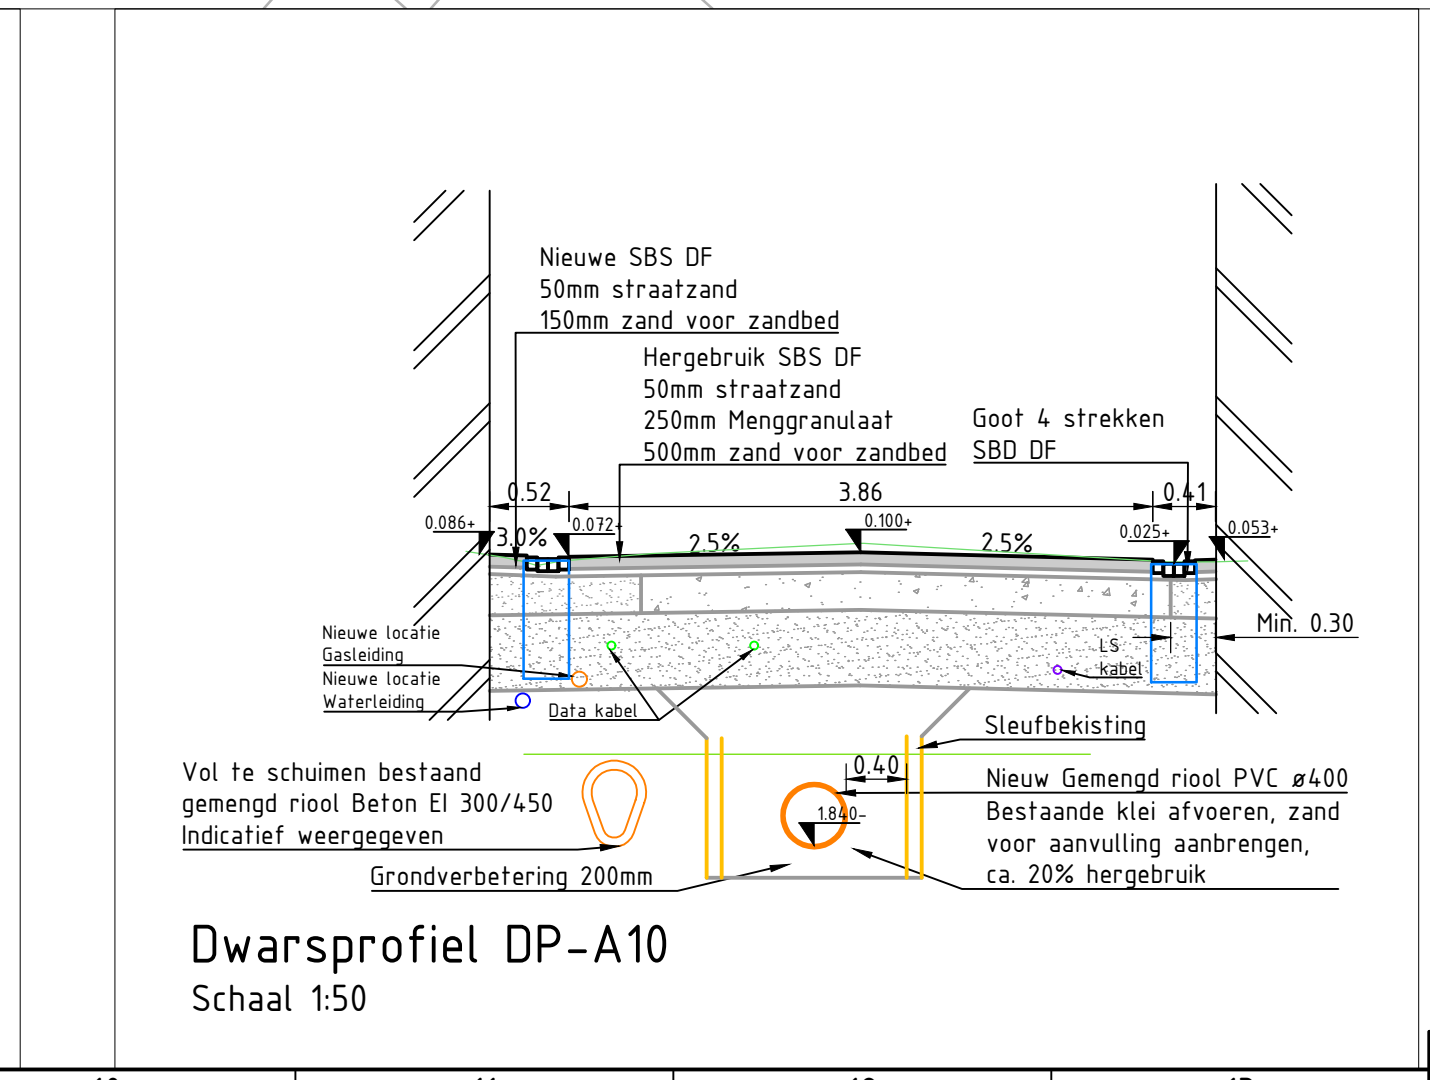 Nieuwe SBS DF
50mm straatzand
150mm zand voor zandbed
Hergebruik SBS DF
50mm straatzand
250mm Menggranulaat
500mm zand voor zandbed
Goot 4 strekken
SBD DF
0.52
3.86
0.41
0.086+
3.0%
0.072+
2.5%
0.100+
2.5%
0.025+
0.053+
Min. 0.30
Nieuwe locatie
Gasleiding
Nieuwe locatie
Waterleiding
Data kabel
LS
kabel
Sleufbekisting
0.40
Vol te schuimen bestaand
gemengd riool Beton EI 300/450
Indicatief weergegeven
Nieuw Gemengd riool PVC ø400
Bestaande klei afvoeren, zand
voor aanvulling aanbrengen,
ca. 20% hergebruik
1.840-
Grondverbetering 200mm
Dwarsprofiel DP-A10
Schaal 1:50